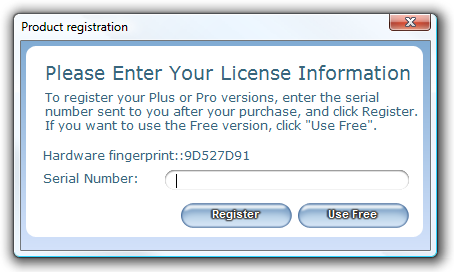 Product registration
Please Enter Your License Information
To register your Plus or Pro versions, enter the serial
number sent to you after your purchase, and click Register.
If you want to use the Free version, click "Use Free".
Hardware fingerprint::9D527D91
Serial Number:
Register Use Free